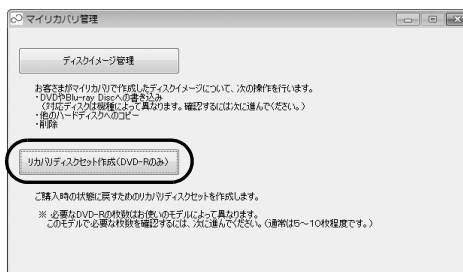 マイリカバリ管理
ディスクイメージ管理
お客さまがマイリカバリで作成したディスクイメージについて、次の操作を行います。
・DVDやBlu-ray Discへの書き込み
（対応ディスクは機種によって異なります。確認するには次に進んでください。）
・他のハードディスクへのコピー
・削除
リカバリディスクセット作成(DVD-Rのみ)
ご購入時の状態に戻すためのリカバリディスクセットを作成します。
※ 必要なDVD-Rの枚数はお使いのモデルによって異なります。
このモデルで必要な枚数を確認するには、次に進んでください。（通常は5～10枚程度です。）